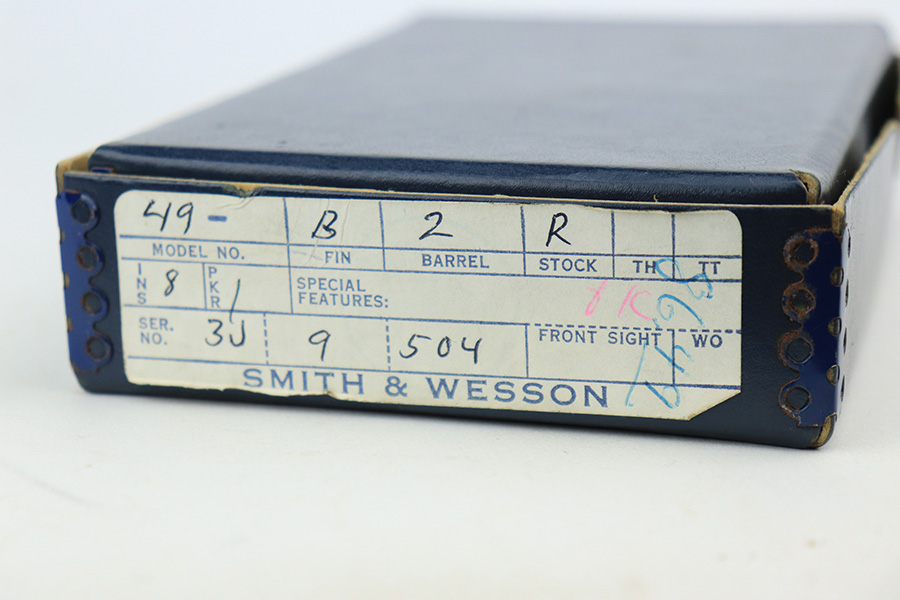 49 - B 2 R
MODEL NO. FIN BARREL STOCK TH TT
INS 8 PKR 1 SPECIAL FEATURES:
SER. NO. 3J 9 504 FRONT SIGHT WO
SMITH & WESSON